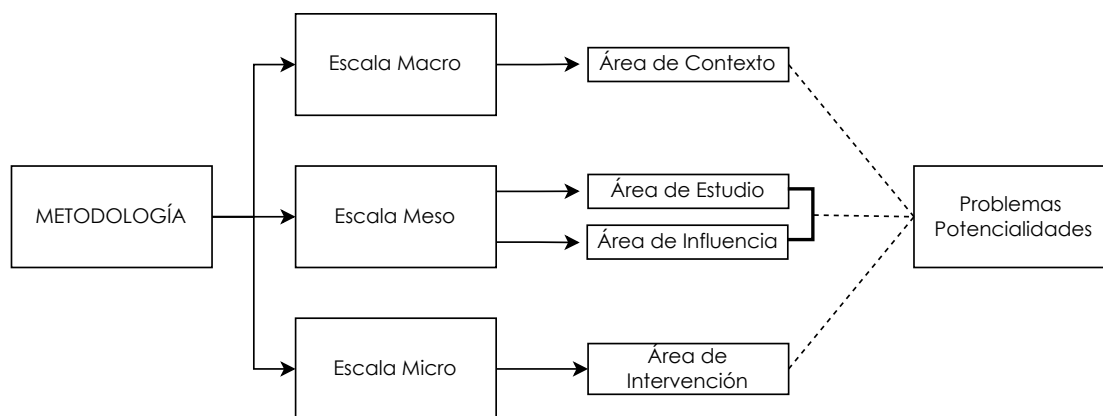 Escala Macro
Área de Contexto
METODOLOGÍA
Escala Meso
Área de Estudio
Área de Influencia
Problemas
Potencialidades
Escala Micro
Área de
Intervención